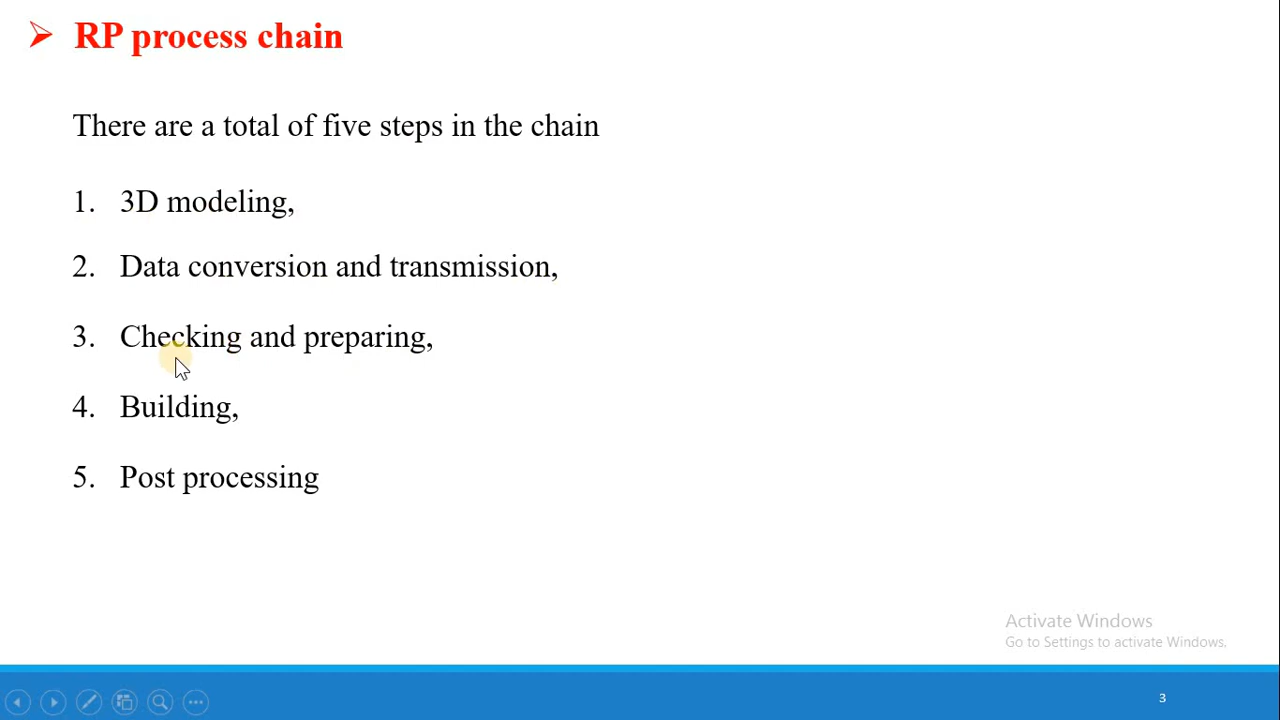 RP process chain
There are a total of five steps in the chain
1. 3D modeling,
2. Data conversion and transmission,
3. Checking and preparing,
4. Building,
5. Post processing
Activate Windows
Go to Settings to activate Windows.
3